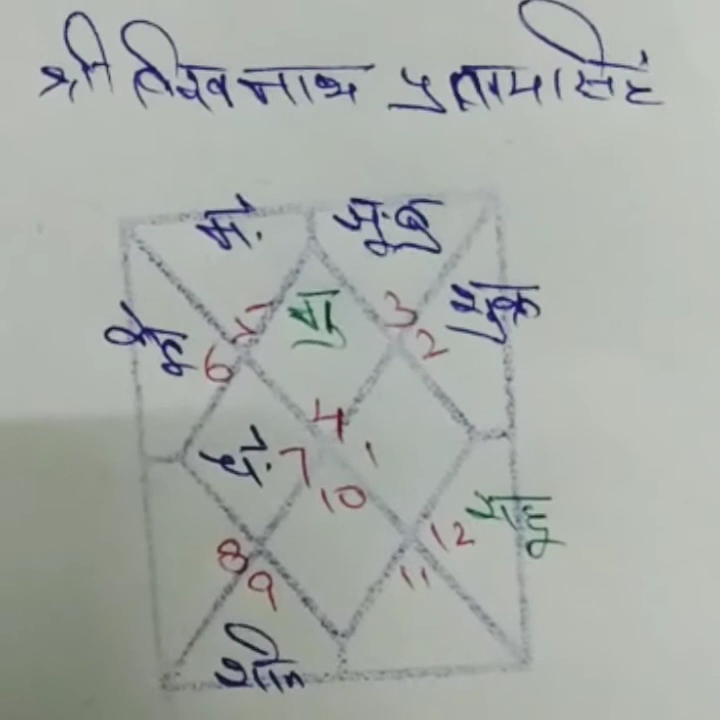 श्री विश्वनाथ प्रतापसिंह
मं. सू. बु
केतु 5 गु 3 शुक्र
6 2
4
चं. 7 1
10
राहु
8 12
9 11
शनि